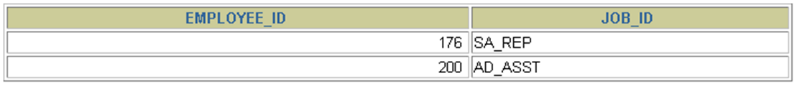 EMPLOYEE_ID JOB_ID
176 SA_REP
200 AD_ASST